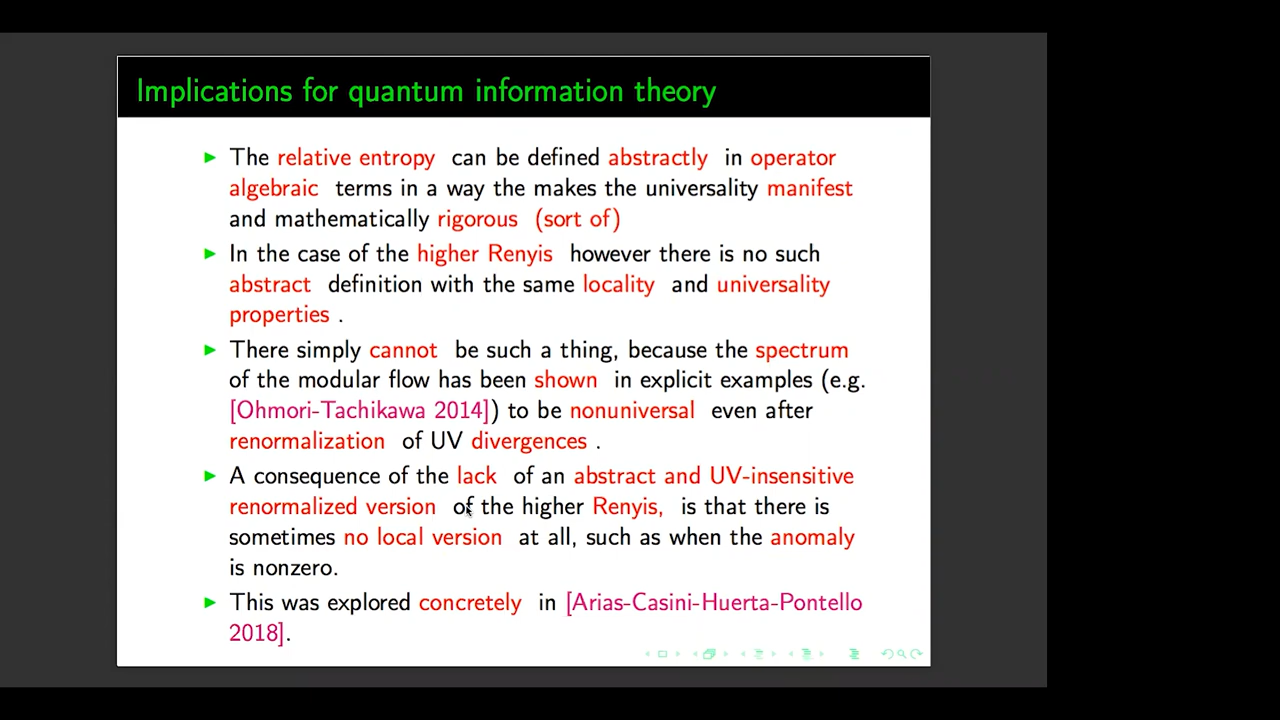 Implications for quantum information theory
The relative entropy can be defined abstractly in operator
algebraic terms in a way the makes the universality manifest
and mathematically rigorous (sort of)
In the case of the higher Renyis however there is no such
abstract definition with the same locality and universality
properties .
There simply cannot be such a thing, because the spectrum
of the modular flow has been shown in explicit examples (e.g.
[Ohmori-Tachikawa 2014]) to be nonuniversal even after
renormalization of UV divergences .
A consequence of the lack of an abstract and UV-insensitive
renormalized version of the higher Renyis, is that there is
sometimes no local version at all, such as when the anomaly
is nonzero.
This was explored concretely in [Arias-Casini-Huerta-Pontello
2018].